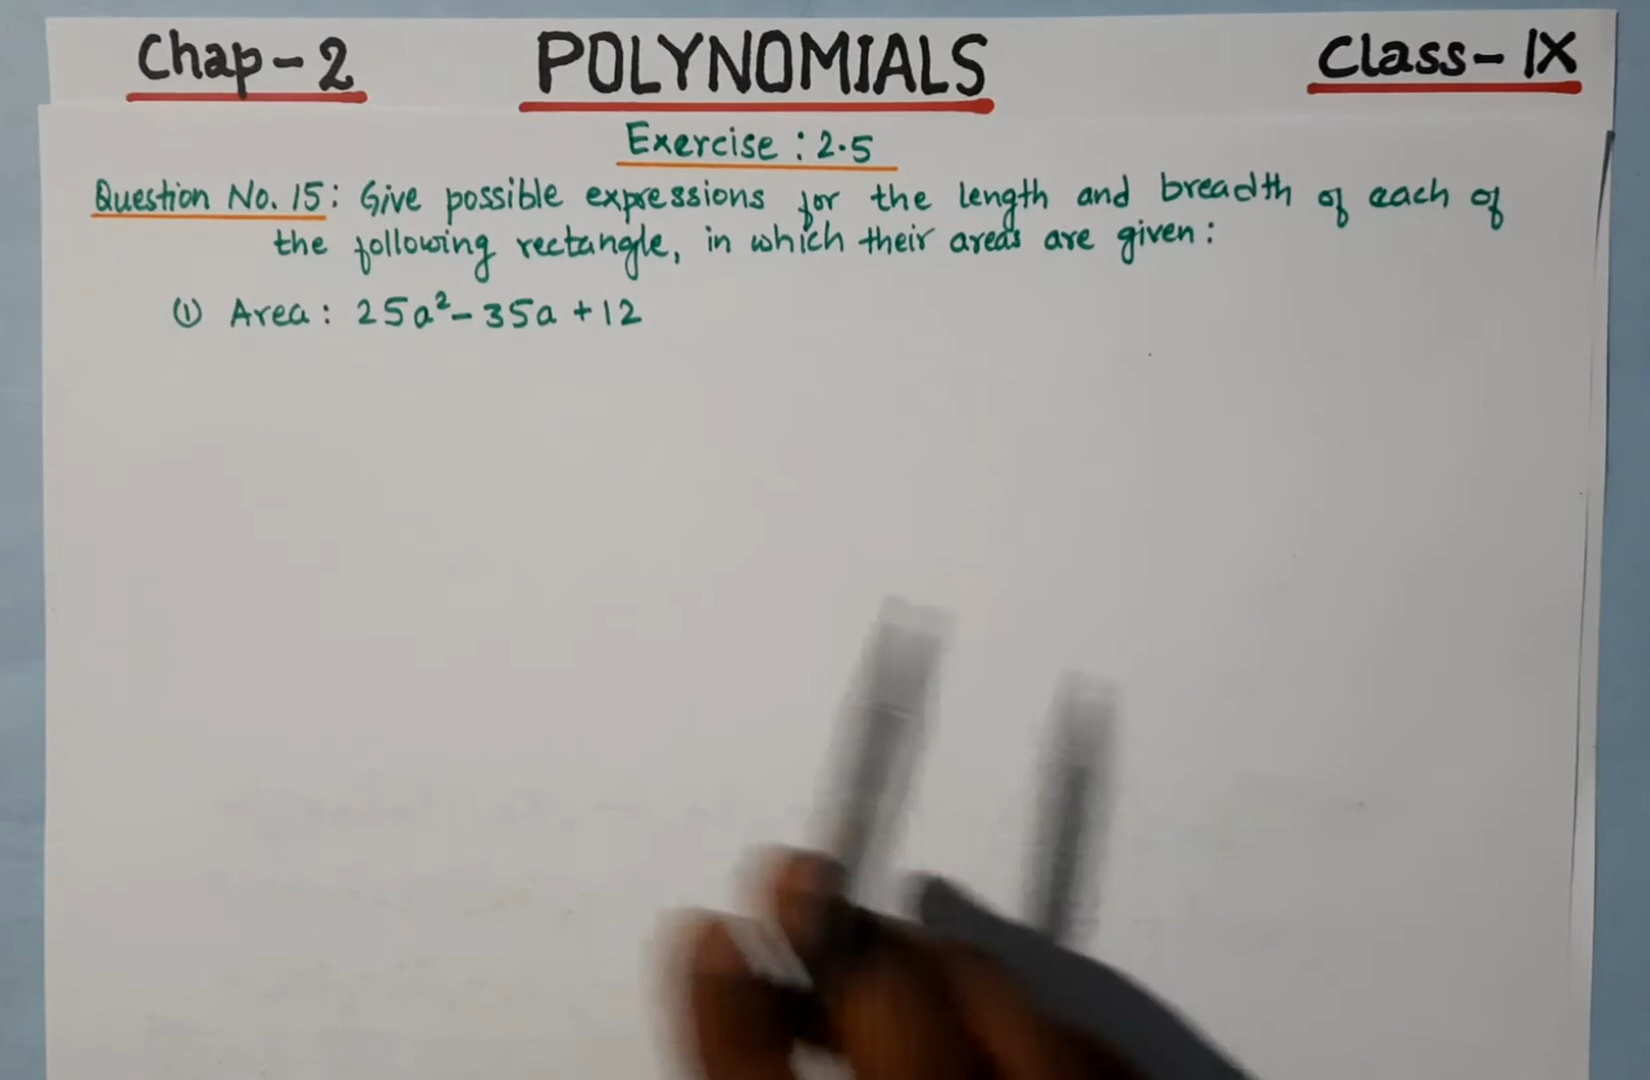 Chap-2 POLYNOMIALS Class-IX
Exercise : 2.5
Question No. 15: Give possible expressions for the length and breadth of each of
the following rectangle, in which their areas are given:
(1) Area: 25a²-35a+12